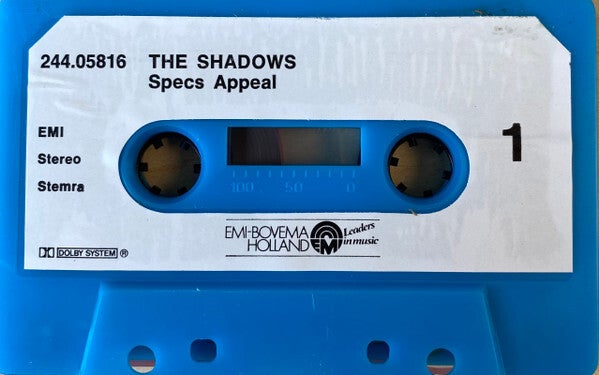 244.05816 THE SHADOWS
Specs Appeal
EMI
Stereo
Stemra
1
100 50 0
EMI-BOVEMA
HOLLAND
EMI
Leaders
in music
DOLBY SYSTEM ®